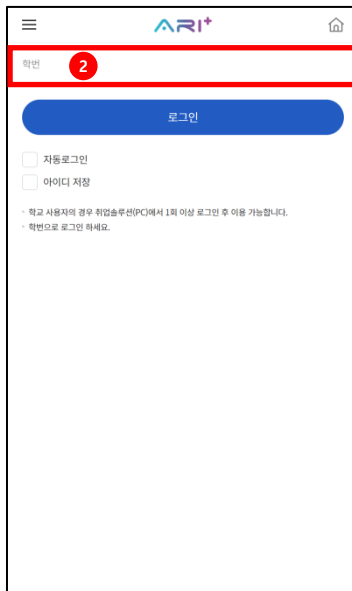 ARI+
학번
2
로그인
자동로그인
아이디 저장
· 학교 사용자의 경우 취업솔루션(PC)에서 1회 이상 로그인 후 이용 가능합니다.
· 학번으로 로그인 하세요.